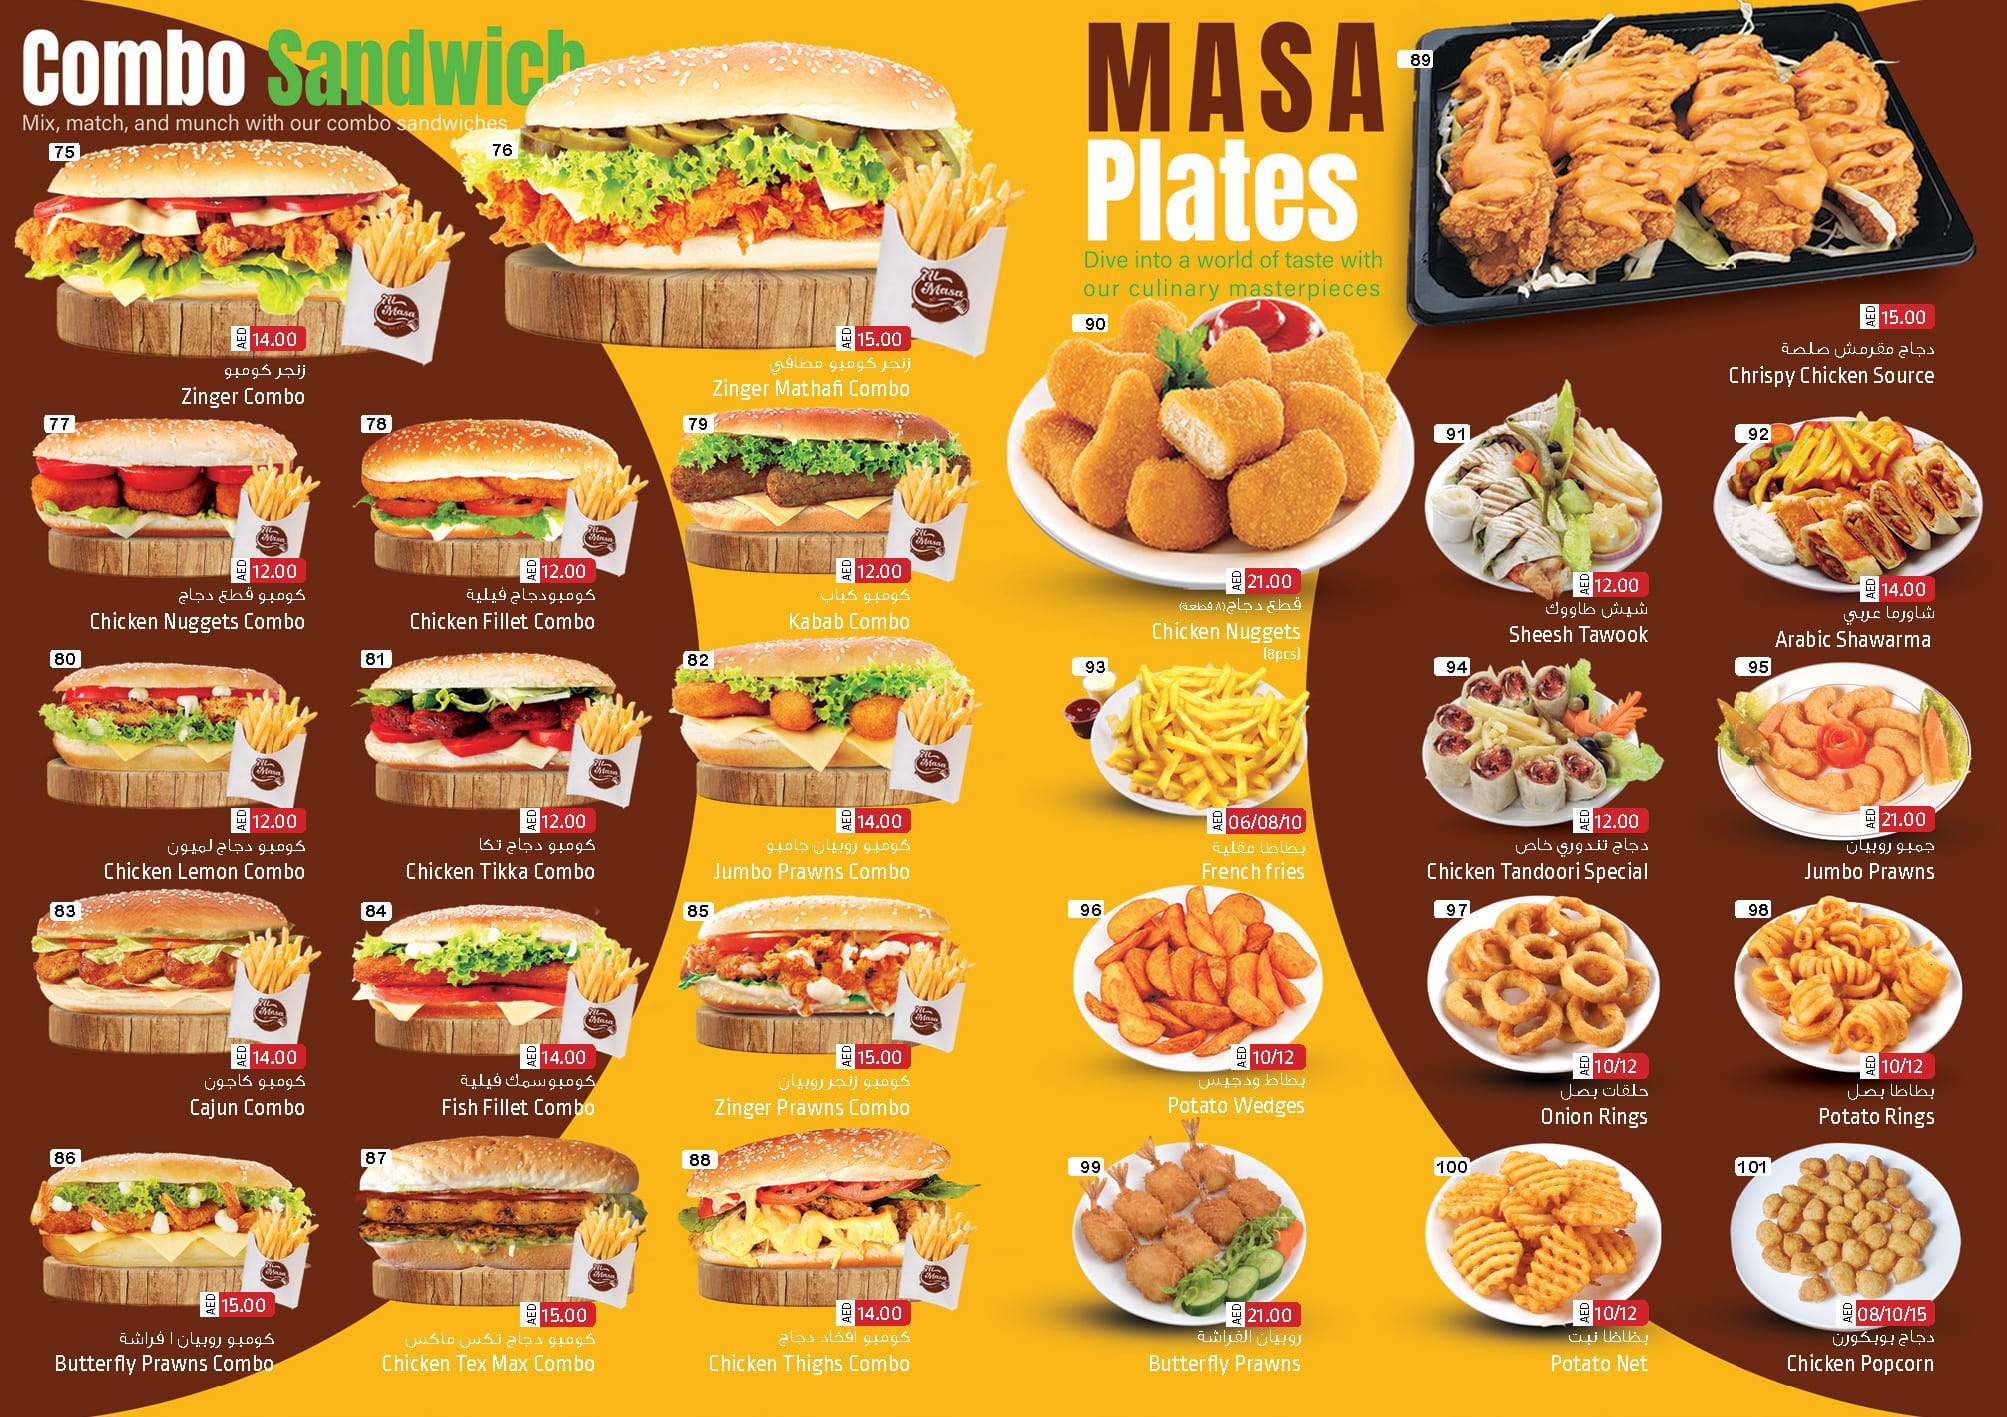 Combo Sandwich
Mix, match, and munch with our combo sandwiches
75
AED 14.00
زنجر كومبو
Zinger Combo
76
AED 15.00
زنجر كومبو مطافي
Zinger Mathafi Combo
77
AED 12.00
كومبو قطع دجاج
Chicken Nuggets Combo
78
AED 12.00
كومبودجاج فيلية
Chicken Fillet Combo
79
AED 12.00
كومبو كباب
Kabab Combo
80
AED 12.00
كومبو دجاج لميون
Chicken Lemon Combo
81
AED 12.00
كومبو دجاج تكا
Chicken Tikka Combo
82
AED 14.00
كومبو روبيان جامبو
Jumbo Prawns Combo
83
AED 14.00
كومبو كاجون
Cajun Combo
84
AED 14.00
كومبوسمك فيلية
Fish Fillet Combo
85
AED 15.00
كومبو زنجر روبيان
Zinger Prawns Combo
86
AED 15.00
كومبو روبيان ا فراشة
Butterfly Prawns Combo
87
AED 15.00
كومبو دجاج تكس ماكس
Chicken Tex Max Combo
88
AED 14.00
كومبو افخاد دجاج
Chicken Thighs Combo
MASA
Plates
Dive into a world of taste with
our culinary masterpieces
89
AED 15.00
دجاج مقرمش صلصة
Chrispy Chicken Source
90
AED 21.00
قطع دجاج (٨ قطعة)
Chicken Nuggets
(8pcs)
91
AED 12.00
شيش طاووك
Sheesh Tawook
92
AED 14.00
شاورما عربي
Arabic Shawarma
93
AED 06/08/10
بطاطا مقلية
French fries
94
AED 12.00
دجاج تندوري خاص
Chicken Tandoori Special
95
AED 21.00
جمبو روبيان
Jumbo Prawns
96
AED 10/12
بطاط ودجيس
Potato Wedges
97
AED 10/12
حلقات بصل
Onion Rings
98
AED 10/12
بطاطا بصل
Potato Rings
99
AED 21.00
روبيان الفراشة
Butterfly Prawns
100
AED 10/12
بظاظا نيت
Potato Net
101
AED 08/10/15
دجاج بوبكورن
Chicken Popcorn
Al Masa